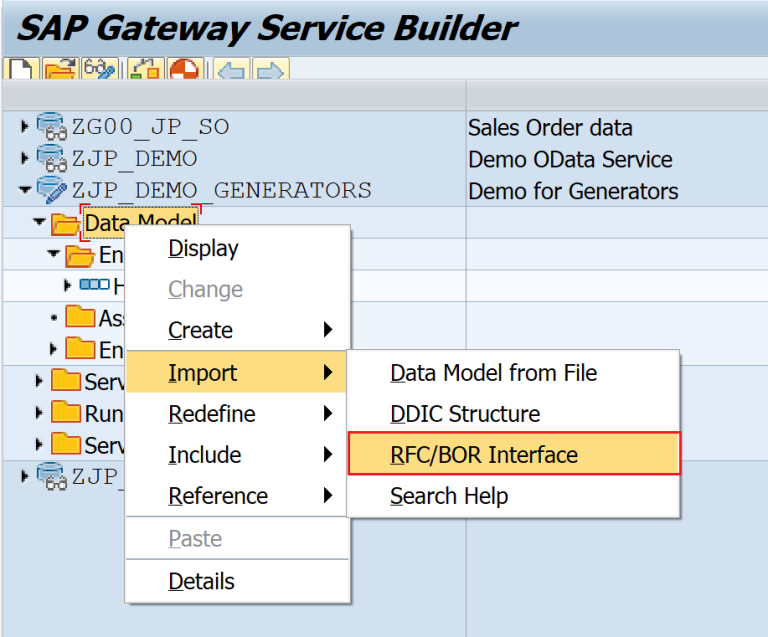 SAP Gateway Service Builder
ZG00_JP_SO Sales Order data
ZJP_DEMO Demo OData Service
ZJP_DEMO_GENERATORS Demo for Generators
Data Model
En
H
Ass
En
Serv
Run
Serv
ZJP_
Display
Change
Create
Import
Redefine
Include
Reference
Paste
Details
Data Model from File
DDIC Structure
RFC/BOR Interface
Search Help